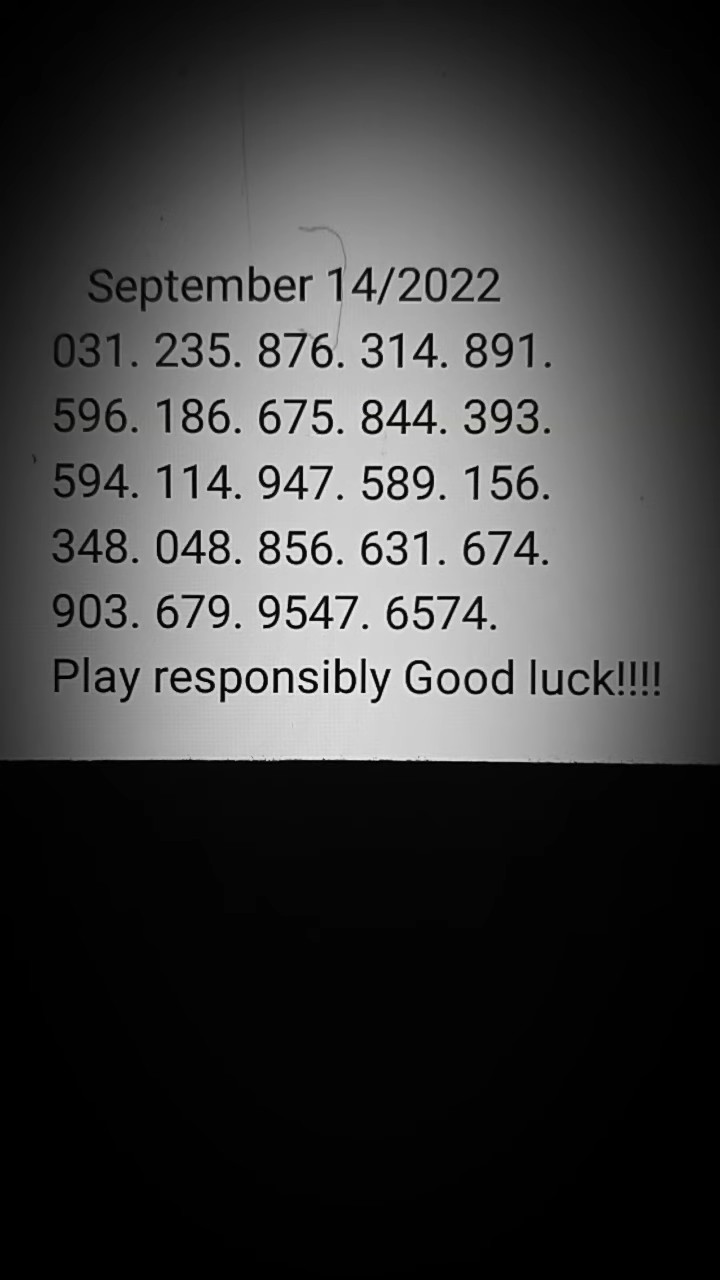 September 14/2022
031. 235. 876. 314. 891.
596. 186. 675. 844. 393.
594. 114. 947. 589. 156.
348. 048. 856. 631. 674.
903. 679. 9547. 6574.
Play responsibly Good luck!!!!